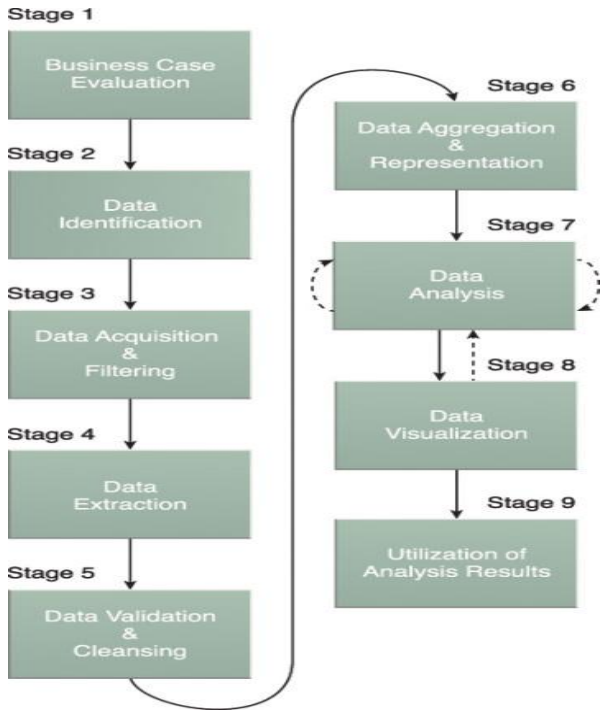 Stage 1
Business Case
Evaluation
Stage 2
Data
Identification
Stage 3
Data Acquisition
&
Filtering
Stage 4
Data
Extraction
Stage 5
Data Validation
&
Cleansing
Stage 6
Data Aggregation
&
Representation
Stage 7
Data
Analysis
Stage 8
Data
Visualization
Stage 9
Utilization of
Analysis Results